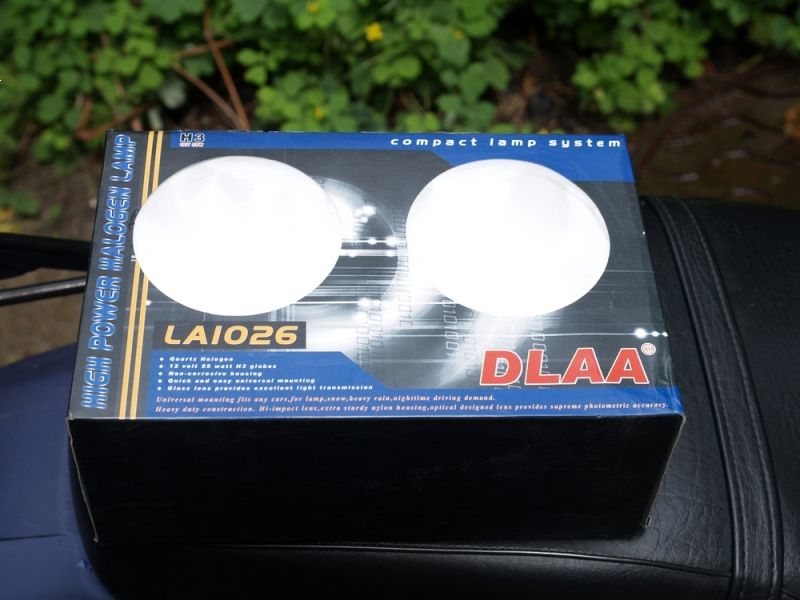 H3
12V 55W
compact lamp system
HIGH POWER HALOGEN LAMP
LA1026
Quartz Halogon
12 volt 55 watt H3 globes
Non-corrosive housing
Quick and easy universal mounting
Glass lens provides excellent light transmission
DLAA®
Universal mounting fits any cars,for lamp,snow,heavy rain,nighttime driving demand.
Heavy duty construction. Hi-impact lens,extra sturdy nylon housing,optical designed lens provides supreme photometric accuracy.